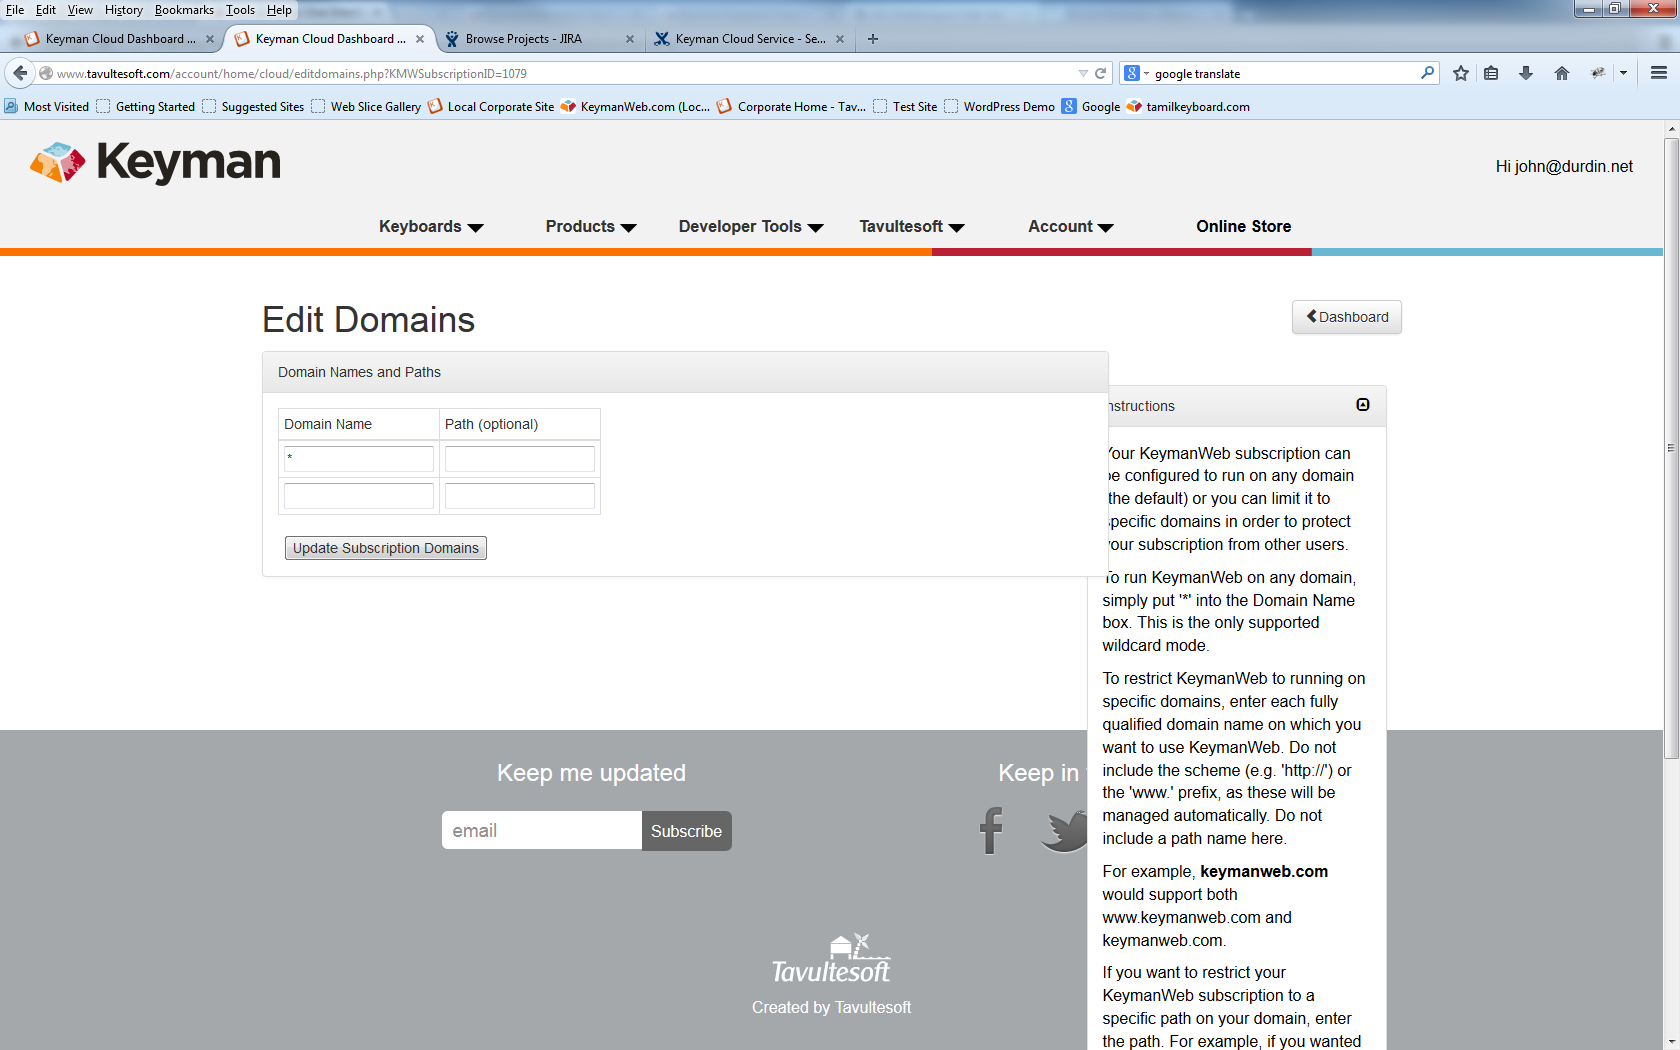 File Edit View History Bookmarks Tools Help
Keyman Cloud Dashboard ... Keyman Cloud Dashboard ... Browse Projects - JIRA Keyman Cloud Service - Se...
www.tavultesoft.com/account/home/cloud/editdomains.php?KMWSubscriptionID=1079 google translate
Most Visited Getting Started Suggested Sites Web Slice Gallery Local Corporate Site KeymanWeb.com (Loc... Corporate Home - Tav... Test Site WordPress Demo Google tamilkeyboard.com
Keyman
Hi john@durdin.net
Keyboards Products Developer Tools Tavultesoft Account Online Store
Edit Domains
Dashboard
Domain Names and Paths
Domain Name Path (optional)
*
Update Subscription Domains
nstructions
Your KeymanWeb subscription can
be configured to run on any domain
(the default) or you can limit it to
specific domains in order to protect
your subscription from other users.
To run KeymanWeb on any domain,
simply put '*' into the Domain Name
box. This is the only supported
wildcard mode.
To restrict KeymanWeb to running on
specific domains, enter each fully
qualified domain name on which you
want to use KeymanWeb. Do not
include the scheme (e.g. 'http://') or
the 'www.' prefix, as these will be
managed automatically. Do not
include a path name here.
For example, keymanweb.com
would support both
www.keymanweb.com and
keymanweb.com.
If you want to restrict your
KeymanWeb subscription to a
specific path on your domain, enter
the path. For example, if you wanted
Keep me updated
email Subscribe
Keep in
Tavultesoft
Created by Tavultesoft